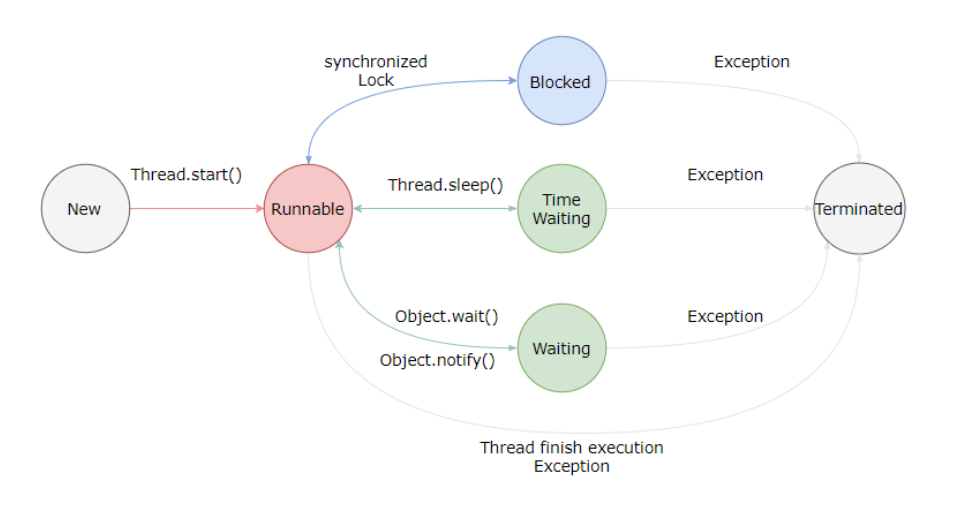 synchronized
Lock
Blocked
Exception
Thread.start()
New
Runnable
Thread.sleep()
Time
Waiting
Exception
Terminated
Object.wait()
Object.notify()
Waiting
Exception
Thread finish execution
Exception